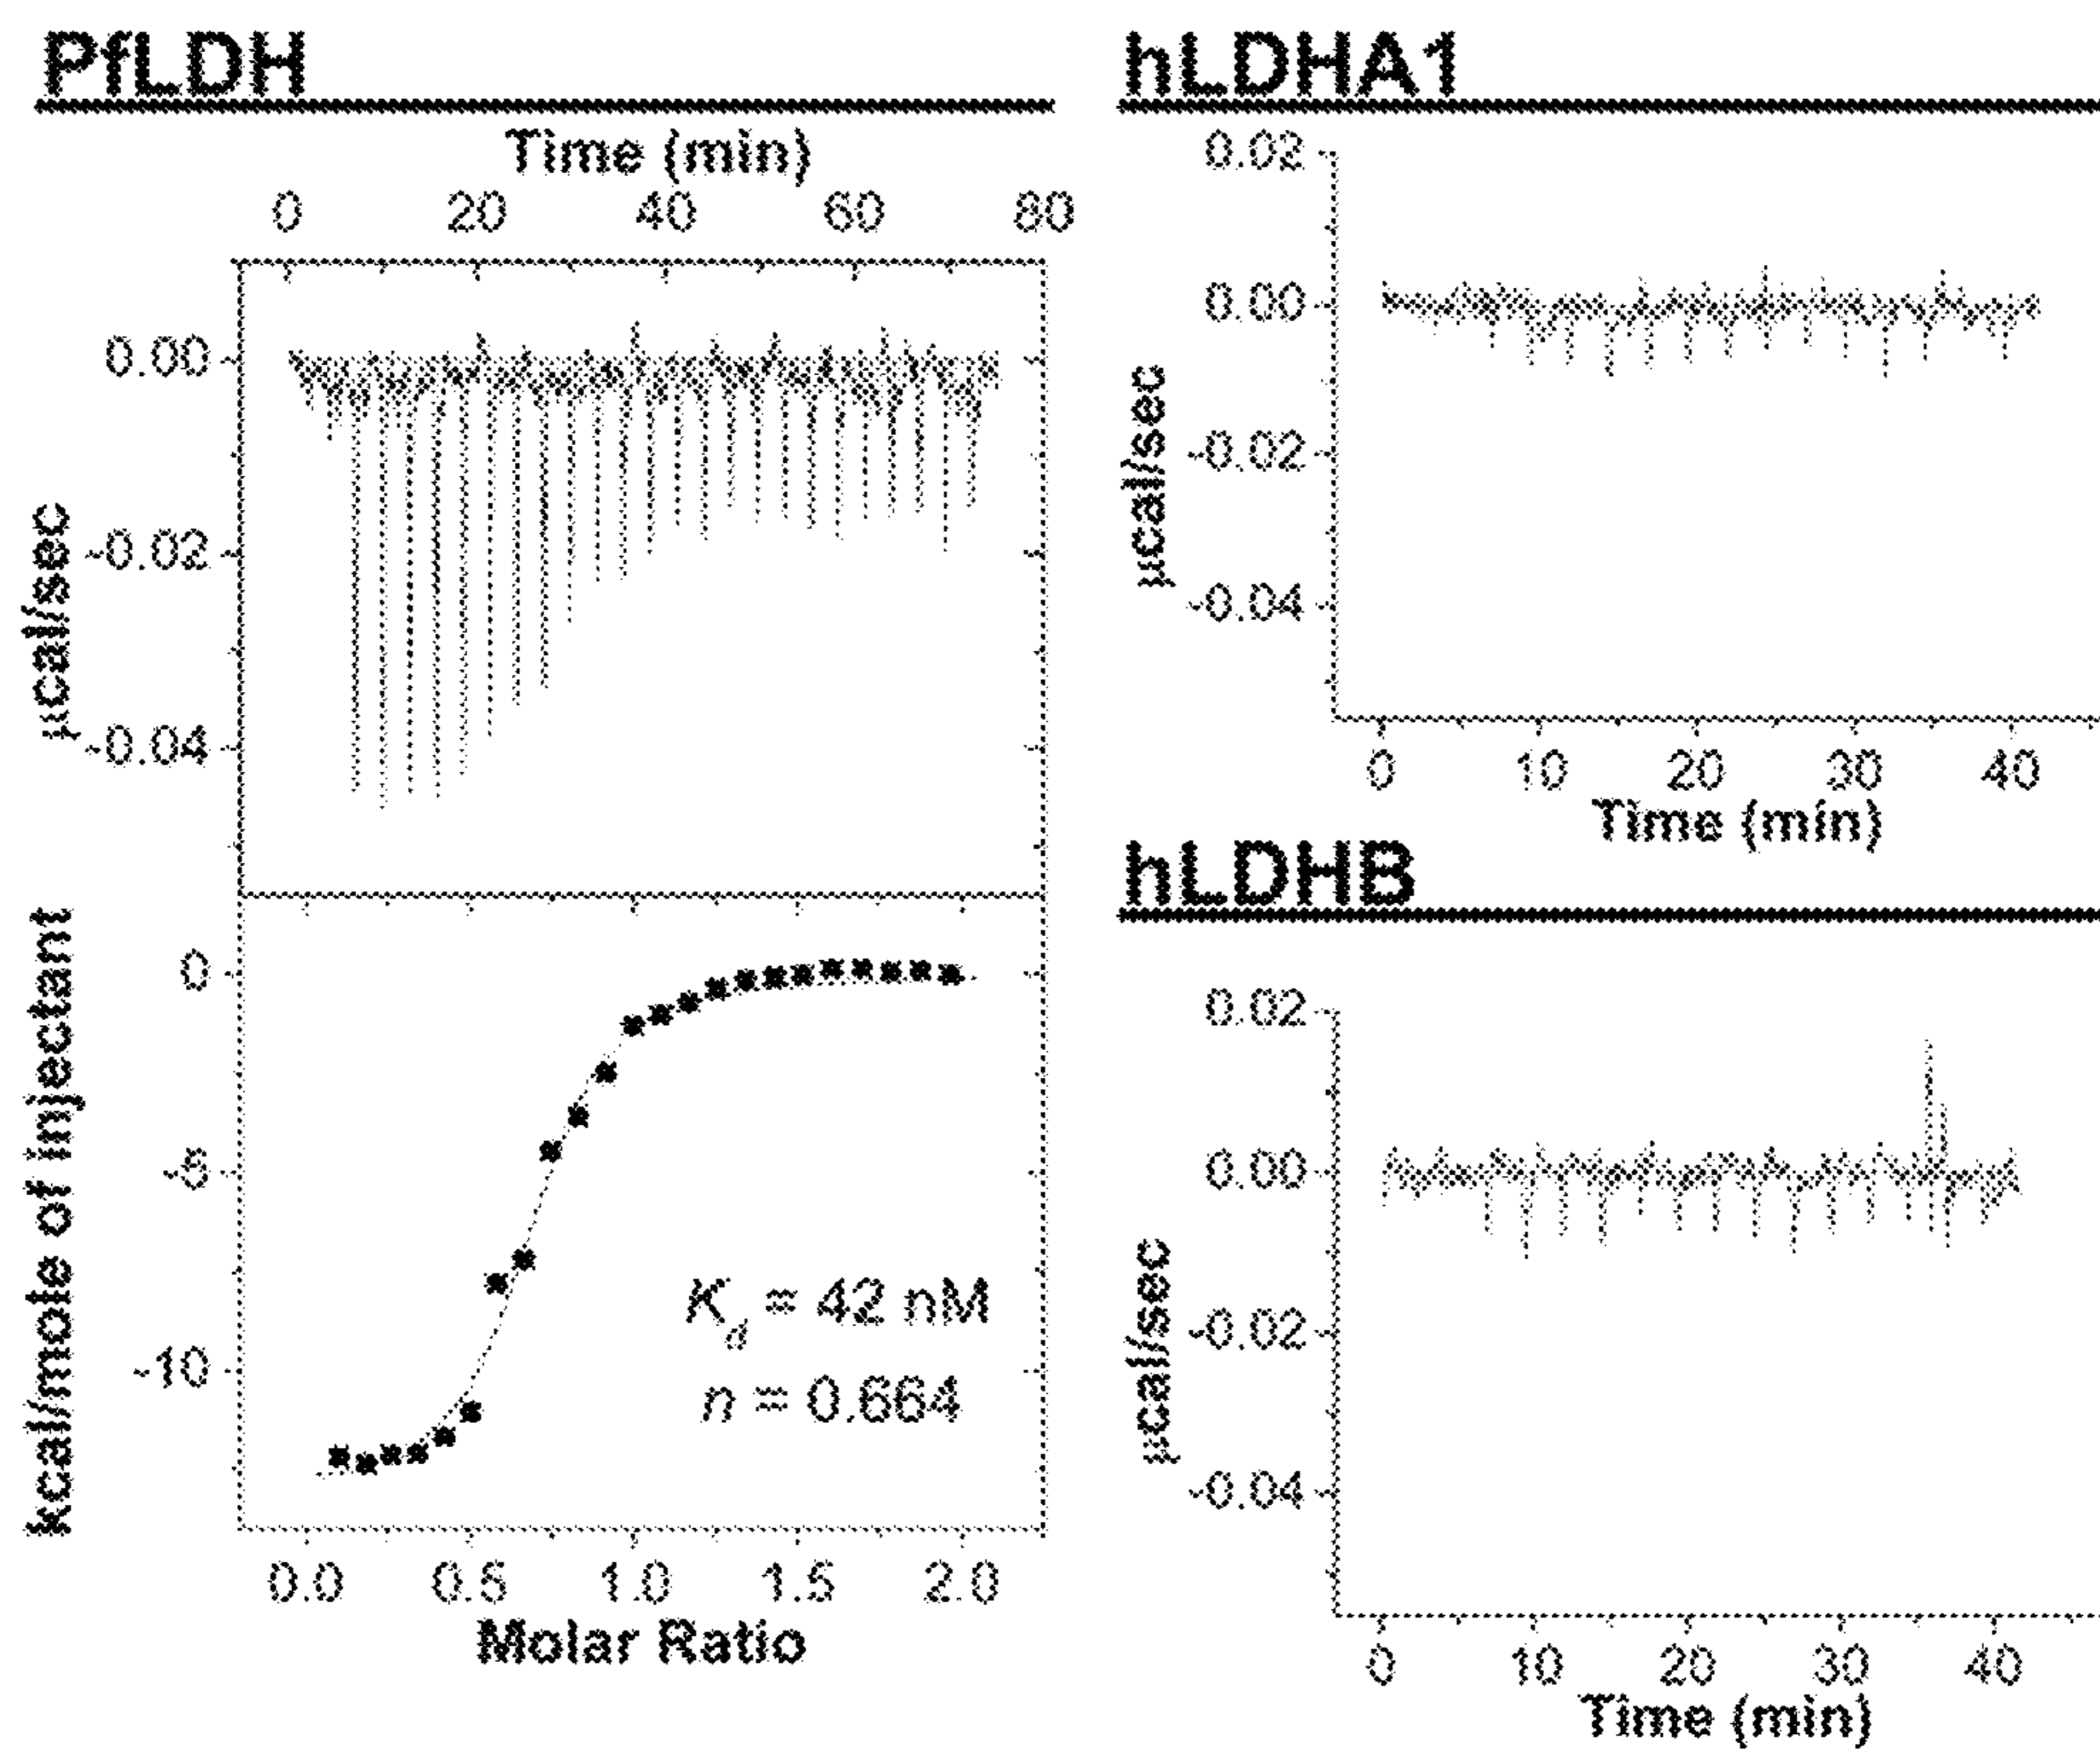 PfLDH
Time (min)
0 20 40 60 80
0.00
-0.02
-0.04
µcal/sec
0
-5
-10
kcal/mole of injectant
Kd = 42 nM
n = 0.664
0.0 0.5 1.0 1.5 2.0
Molar Ratio
hLDHA1
0.02
0.00
-0.02
-0.04
µcal/sec
0 10 20 30 40
Time (min)
hLDHB
0.02
0.00
-0.02
-0.04
µcal/sec
0 10 20 30 40
Time (min)